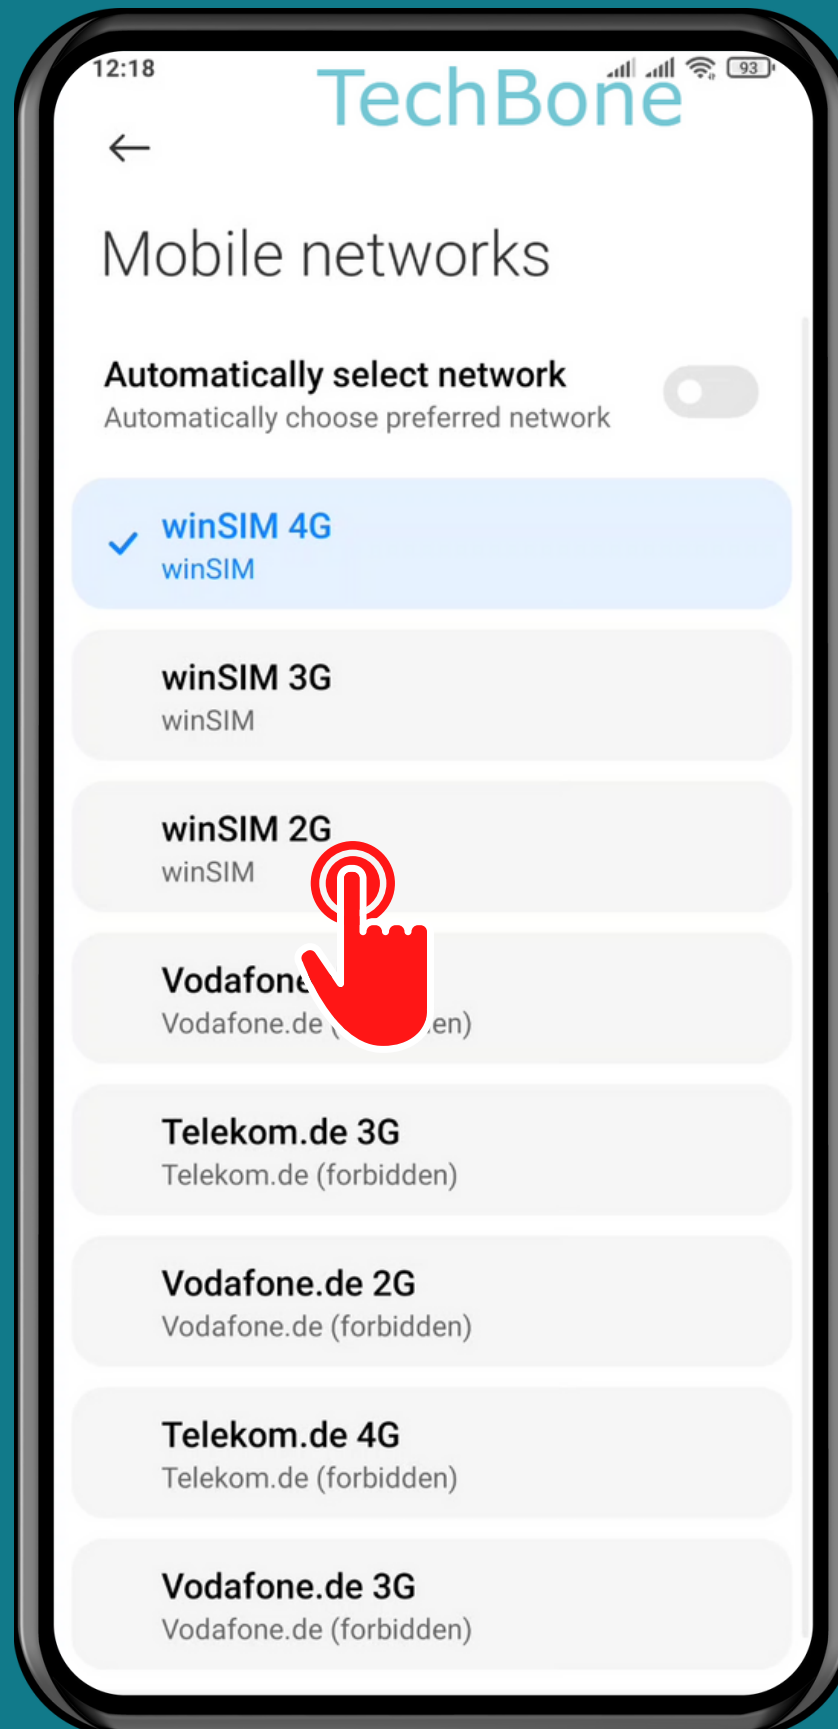 12:18
TechBone
93
Mobile networks
Automatically select network
Automatically choose preferred network
winSIM 4G
winSIM
winSIM 3G
winSIM
winSIM 2G
winSIM
Vodafone.de
Telekom.de 3G
Telekom.de (forbidden)
Vodafone.de 2G
Vodafone.de (forbidden)
Telekom.de 4G
Telekom.de (forbidden)
Vodafone.de 3G
Vodafone.de (forbidden)